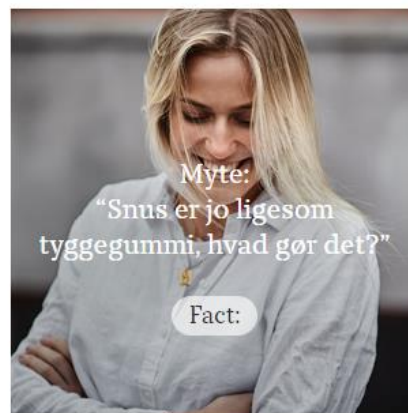 Myte:
“Snus er jo ligesom
tyggegummi, hvad gør det?”
Fact: